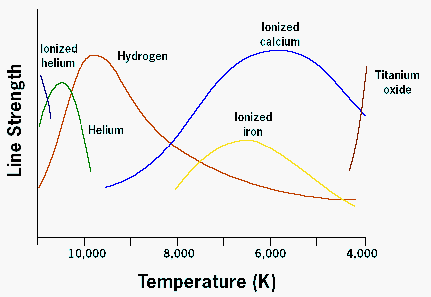 Ionized
calcium
Ionized
helium
Hydrogen
Titanium
oxide
Ionized
iron
Helium
Line Strength
10,000
8,000
6,000
4,000
Temperature (K)